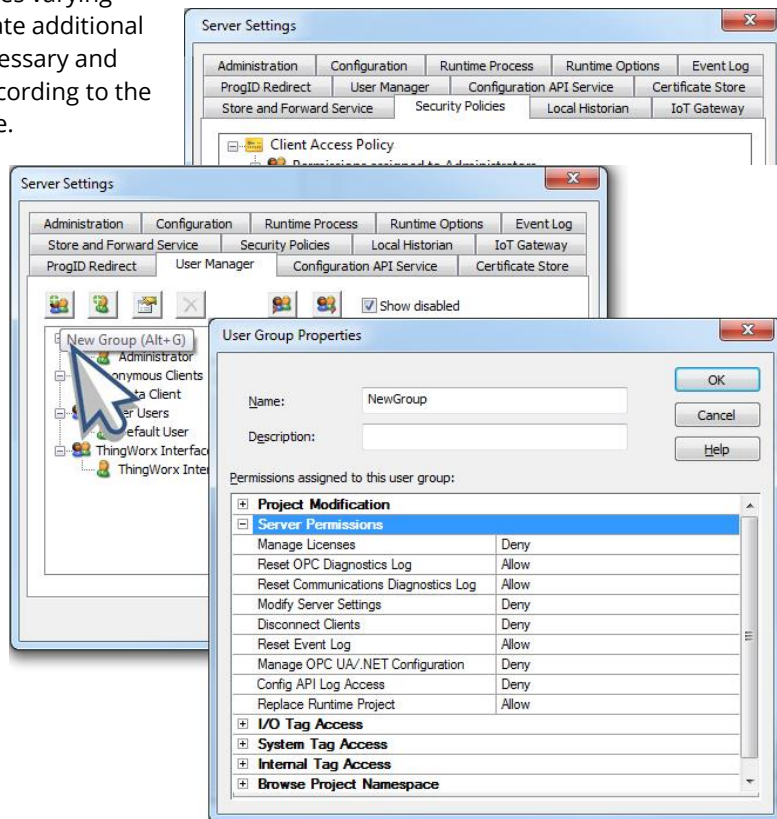 es varying
ate additional
essary and
cording to the
e.
Server Settings
Administration Configuration Runtime Process Runtime Options Event Log
ProgID Redirect User Manager Configuration API Service Certificate Store
Store and Forward Service Security Policies Local Historian IoT Gateway
Client Access Policy
Permissions assigned to Administrators
Server Settings
Administration Configuration Runtime Process Runtime Options Event Log
Store and Forward Service Security Policies Local Historian IoT Gateway
ProgID Redirect User Manager Configuration API Service Certificate Store
Show disabled
New Group (Alt+G)
Administrator
onymous Clients
ta Client
er Users
efault User
ThingWorx Interfac
ThingWorx Inter
User Group Properties
Name: NewGroup
Description:
OK
Cancel
Help
Permissions assigned to this user group:
Project Modification
Server Permissions
Manage Licenses Deny
Reset OPC Diagnostics Log Allow
Reset Communications Diagnostics Log Allow
Modify Server Settings Deny
Disconnect Clients Deny
Reset Event Log Allow
Manage OPC UA/.NET Configuration Deny
Config API Log Access Deny
Replace Runtime Project Allow
I/O Tag Access
System Tag Access
Internal Tag Access
Browse Project Namespace